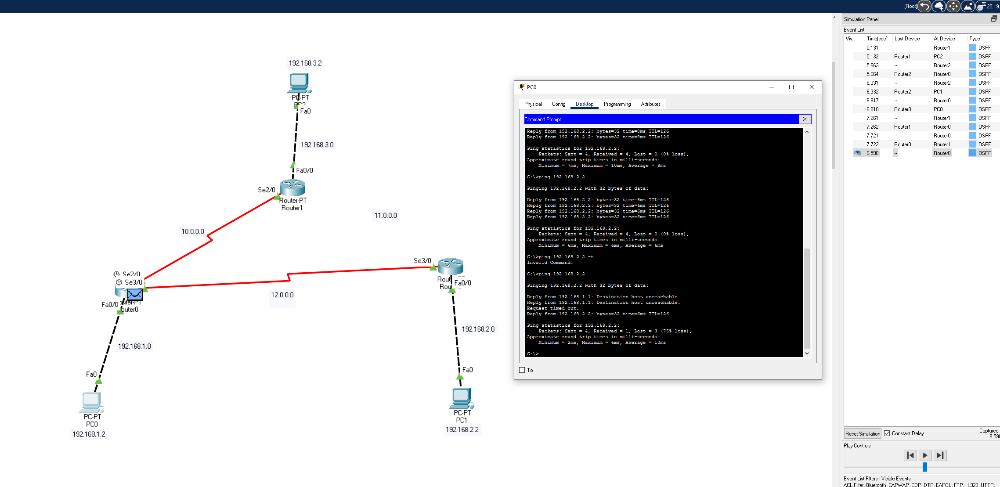 [Root]
20:19:
192.168.3.2
PC-PT
Fa0
192.168.3.0
Fa0/0
Se2/0
Router-PT
Router1
11.0.0.0
10.0.0.0
Se3/0
Fa0/0
Se2/0
Se3/0
12.0.0.0
Fa0/0
outer0
192.168.1.0
192.168.2.0
Fa0
Fa0
PC-PT
PC0
192.168.1.2
PC-PT
PC1
192.168.2.2
PC0
Physical Config Desktop Programming Attributes
Command Prompt
X
Reply from 192.168.2.2: bytes=32 time=8ms TTL=126
Reply from 192.168.2.2: bytes=32 time=8ms TTL=126
Ping statistics for 192.168.2.2:
Packets: Sent = 4, Received = 4, Lost = 0 (0% loss),
Approximate round trip times in milli-seconds:
Minimum = 7ms, Maximum = 10ms, Average = 8ms
C:\>ping 192.168.2.2
Pinging 192.168.2.2 with 32 bytes of data:
Reply from 192.168.2.2: bytes=32 time=6ms TTL=126
Reply from 192.168.2.2: bytes=32 time=6ms TTL=126
Reply from 192.168.2.2: bytes=32 time=6ms TTL=126
Reply from 192.168.2.2: bytes=32 time=6ms TTL=126
Ping statistics for 192.168.2.2:
Packets: Sent = 4, Received = 4, Lost = 0 (0% loss),
Approximate round trip times in milli-seconds:
Minimum = 6ms, Maximum = 6ms, Average = 6ms
C:\>ping 192.168.2.2 -t
Invalid Command.
C:\>ping 192.168.2.2
Pinging 192.168.2.2 with 32 bytes of data:
Reply from 192.168.1.1: Destination host unreachable.
Reply from 192.168.1.1: Destination host unreachable.
Request timed out.
Reply from 192.168.2.2: bytes=32 time=6ms TTL=126
Ping statistics for 192.168.2.2:
Packets: Sent = 4, Received = 1, Lost = 3 (75% loss),
Approximate round trip times in milli-seconds:
Minimum = 2ms, Maximum = 6ms, Average = 10ms
C:\>
To
Simulation Panel
Event List
Vis. Time(sec) Last Device At Device Type
0.131 -- Router1 OSPF
0.132 Router1 PC2 OSPF
5.663 -- Router2 OSPF
5.664 Router2 Router0 OSPF
6.331 -- Router2 OSPF
6.332 Router2 PC1 OSPF
6.817 -- Router0 OSPF
6.818 Router0 PC0 OSPF
7.261 -- Router1 OSPF
7.262 Router1 Router0 OSPF
7.721 -- Router0 OSPF
7.722 Router0 Router1 OSPF
8.598 -- Router0 OSPF
Reset Simulation Constant Delay Captured
8.598
Play Controls
Event List Filters - Visible Events
ACL Filter, Bluetooth, CAPWAP, CDP, DTP, EAPOL, FTP, H.323, HTTP,